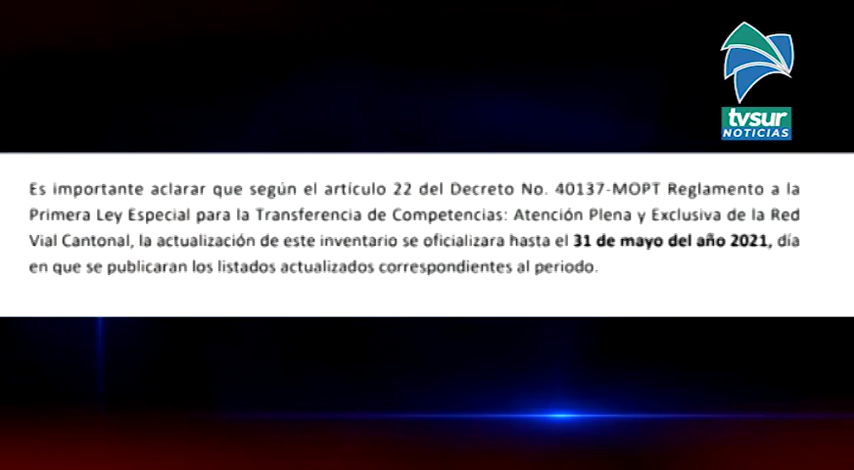 tvsur
NOTICIAS
Es importante aclarar que según el artículo 22 del Decreto No. 40137-MOPT Reglamento a la
Primera Ley Especial para la Transferencia de Competencias: Atención Plena y Exclusiva de la Red
Vial Cantonal, la actualización de este inventario se oficializara hasta el 31 de mayo del año 2021, día
en que se publicaran los listados actualizados correspondientes al periodo.